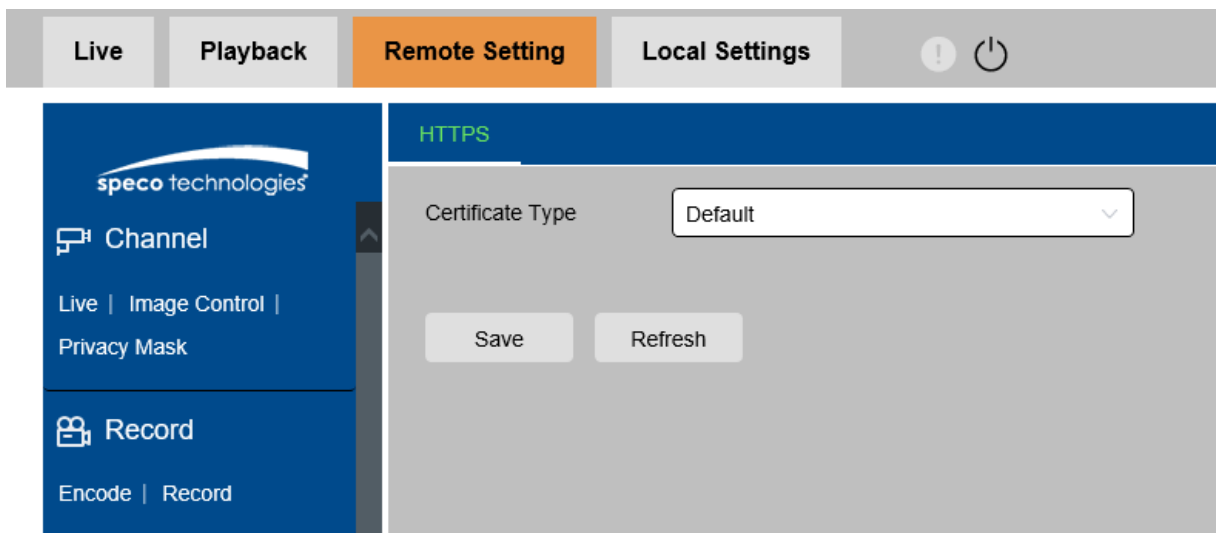 Live Playback Remote Setting Local Settings
speco technologies
Channel
Live | Image Control |
Privacy Mask
Record
Encode | Record
HTTPS
Certificate Type Default
Save Refresh